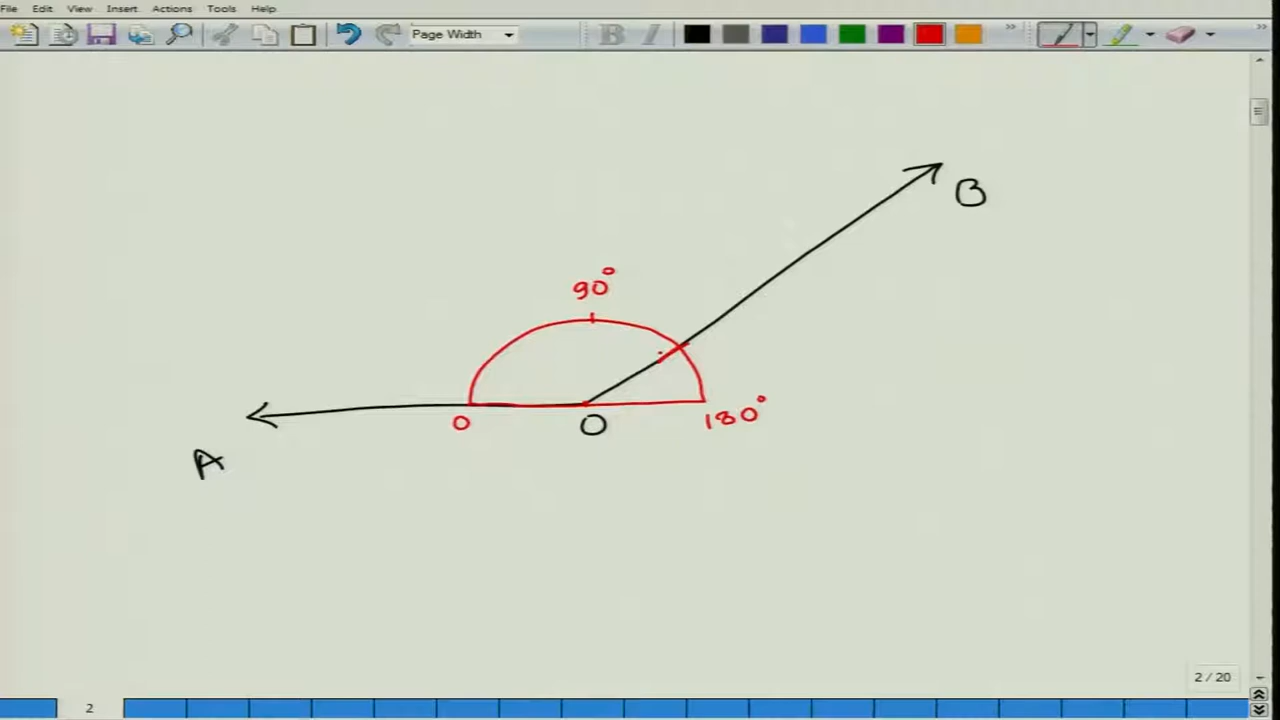 File Edit View Insert Actions Tools Help
Page Width B I
B
90°
0 O 180°
A
2 / 20
2